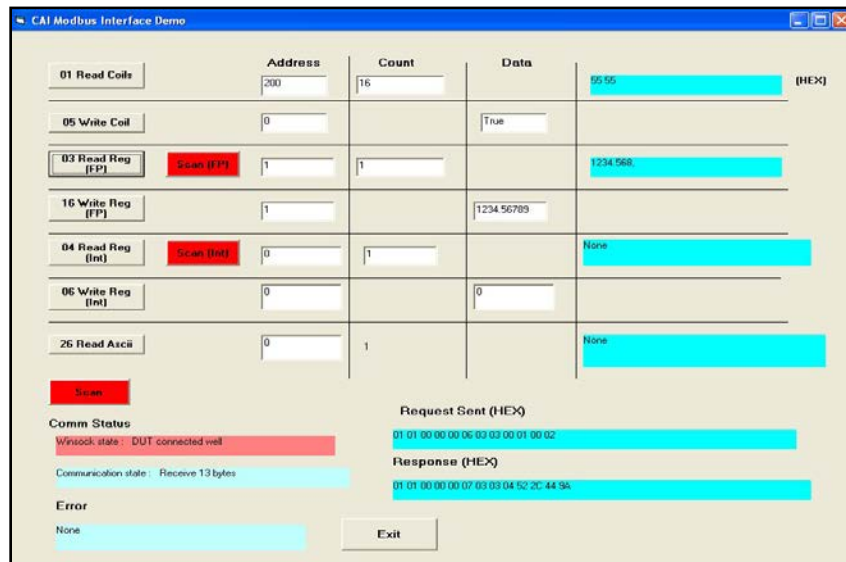 CAI Modbus Interface Demo
Address Count Data
01 Read Coils 200 16 55 55 (HEX)
05 Write Coil 0 True
03 Read Reg
(FP) Scan (FP) 1 1 1234.568,
16 Write Reg
(FP) 1 1234.56789
04 Read Reg
(Int) Scan (Int) 0 1 None
06 Write Reg
(Int) 0 0
26 Read Ascii 0 1 None
Scan
Comm Status
Winsock state : DUT connected well
Communication state : Receive 13 bytes
Error
None
Request Sent (HEX)
01 01 00 00 00 06 03 03 00 01 00 02
Response (HEX)
01 01 00 00 00 07 03 03 04 52 2C 44 9A
Exit